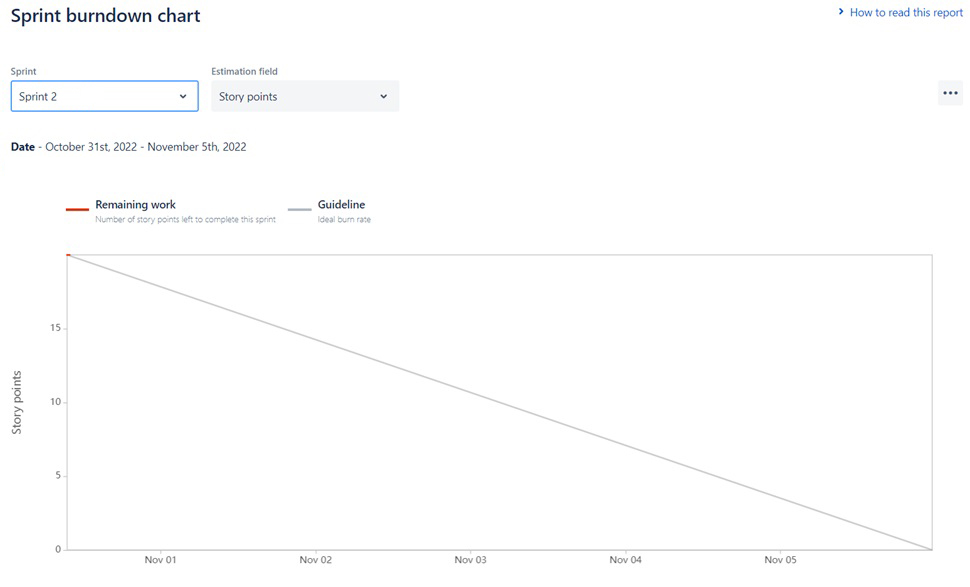 Sprint burndown chart
How to read this report
Sprint
Estimation field
Sprint 2
Story points
Date - October 31st, 2022 - November 5th, 2022
Remaining work
Number of story points left to complete this sprint
Guideline
Ideal burn rate
Story points
15
10
5
0
Nov 01
Nov 02
Nov 03
Nov 04
Nov 05